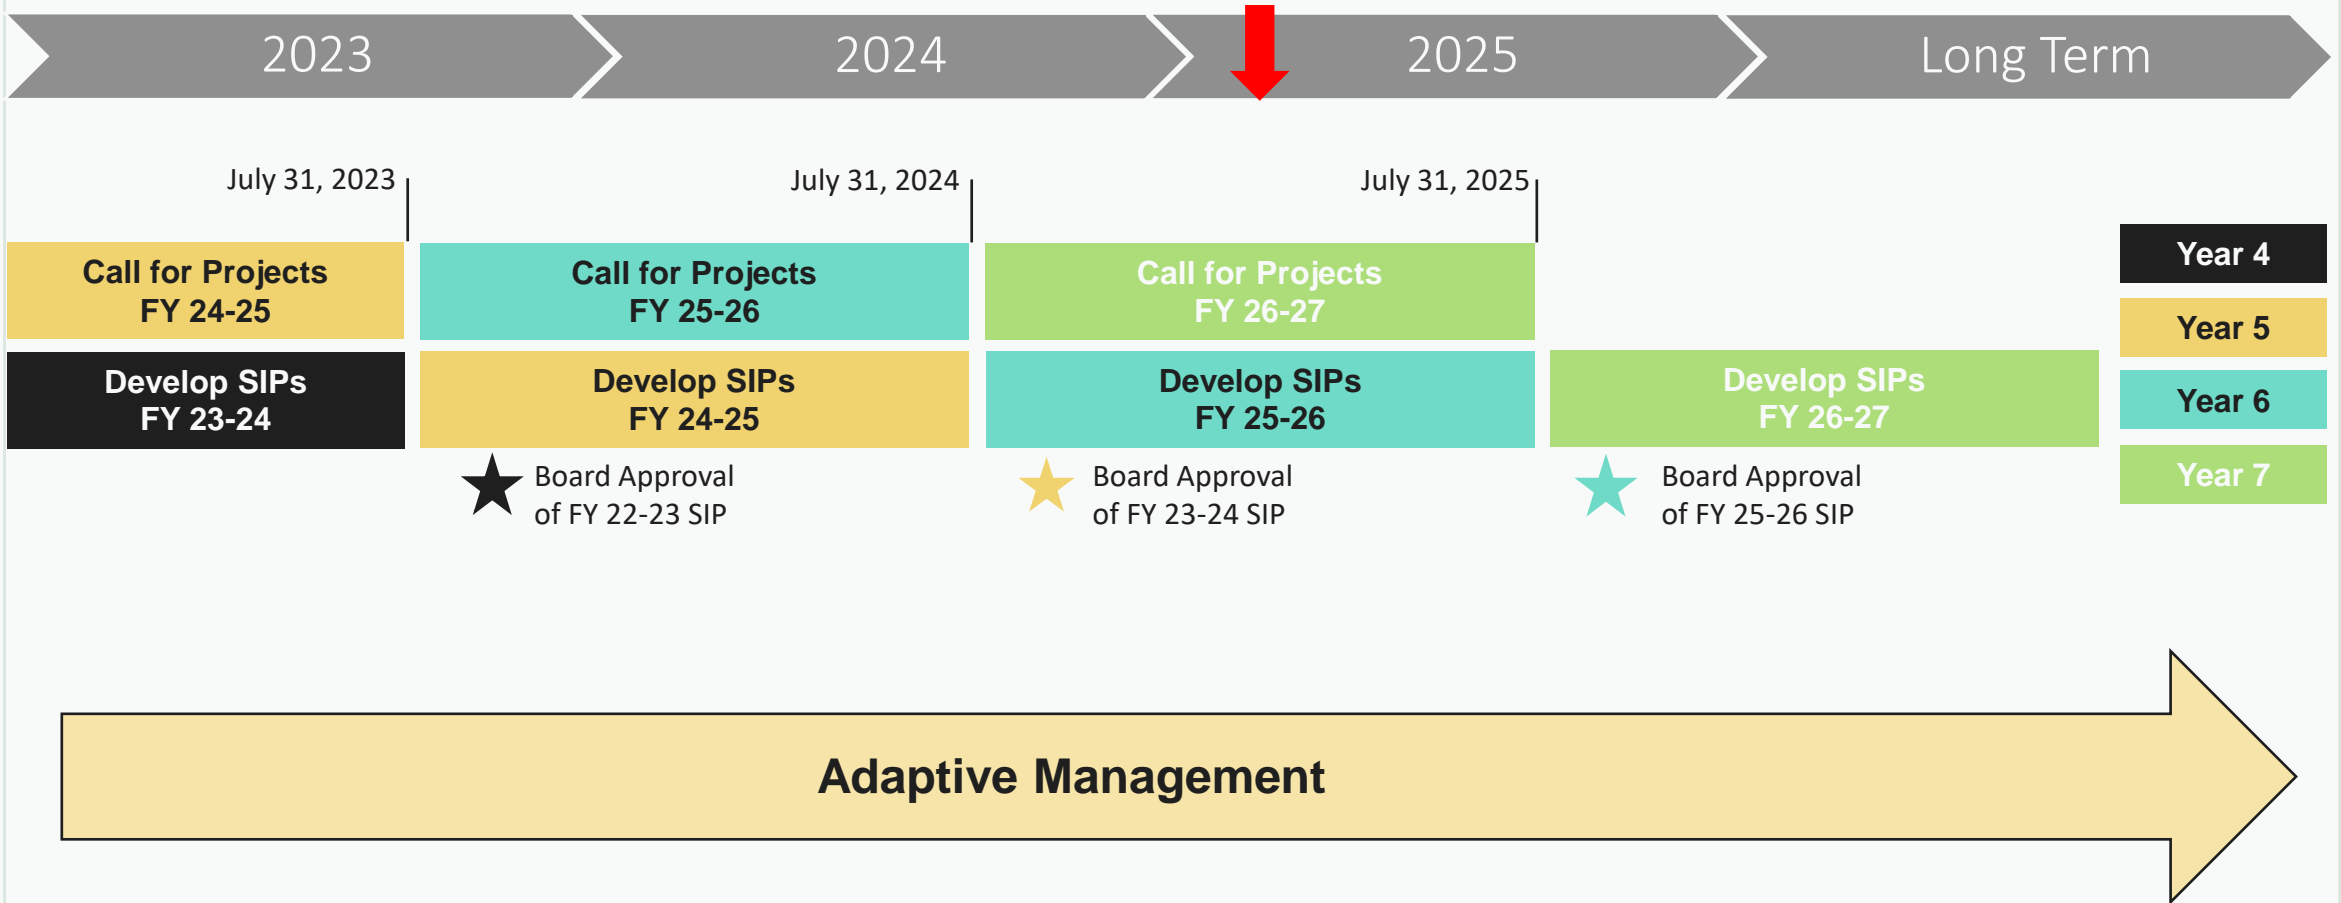 2023
2024
2025
Long Term
July 31, 2023
July 31, 2024
July 31, 2025
Call for Projects
FY 24-25
Call for Projects
FY 25-26
Call for Projects
FY 26-27
Year 4
Year 5
Year 6
Year 7
Develop SIPs
FY 23-24
Develop SIPs
FY 24-25
Develop SIPs
FY 25-26
Develop SIPs
FY 26-27
Board Approval
of FY 22-23 SIP
Board Approval
of FY 23-24 SIP
Board Approval
of FY 25-26 SIP
Adaptive Management